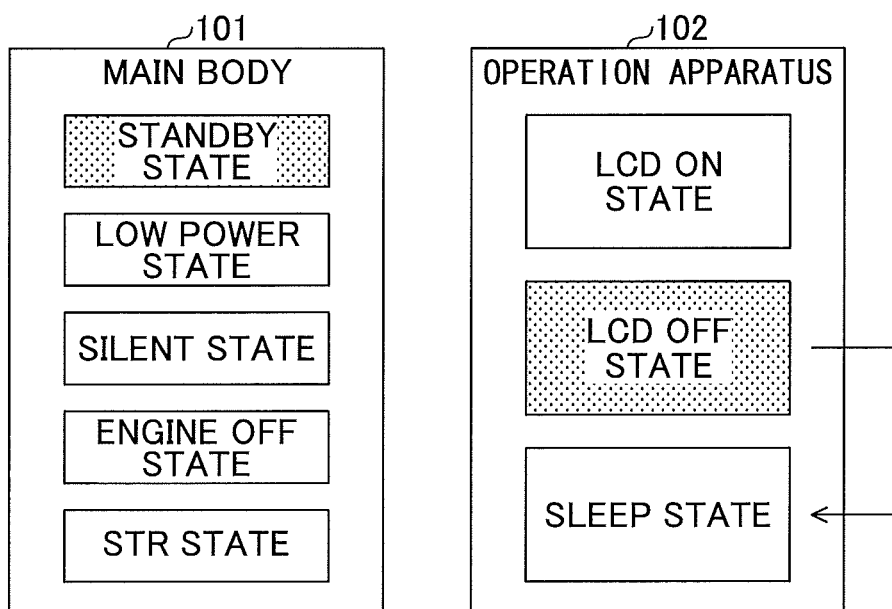 101
MAIN BODY
STANDBY
STATE
LOW POWER
STATE
SILENT STATE
ENGINE OFF
STATE
STR STATE
102
OPERATION APPARATUS
LCD ON
STATE
LCD OFF
STATE
SLEEP STATE